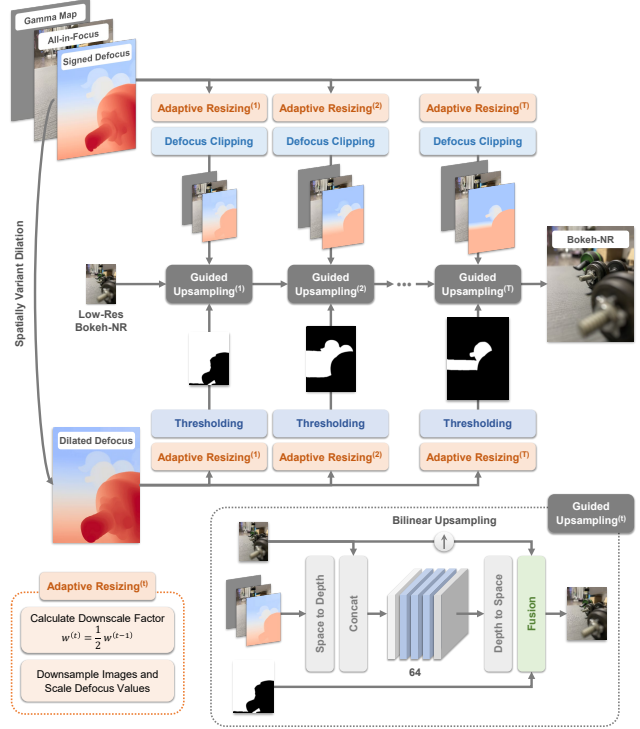 Gamma Map
All-in-Focus
Signed Defocus
Adaptive Resizing(1)
Adaptive Resizing(2)
Adaptive Resizing(T)
Defocus Clipping
Defocus Clipping
Defocus Clipping
Spatially Variant Dilation
Bokeh-NR
Guided
Upsampling(1)
Guided
Upsampling(2)
Guided
Upsampling(T)
Low-Res
Bokeh-NR
Thresholding
Thresholding
Thresholding
Dilated Defocus
Adaptive Resizing(1)
Adaptive Resizing(2)
Adaptive Resizing(T)
Guided
Upsampling(t)
Bilinear Upsampling
Space to Depth
Concat
64
Depth to Space
Fusion
Adaptive Resizing(t)
Calculate Downscale Factor
w(t) = 1/2 w(t−1)
Downsample Images and
Scale Defocus Values